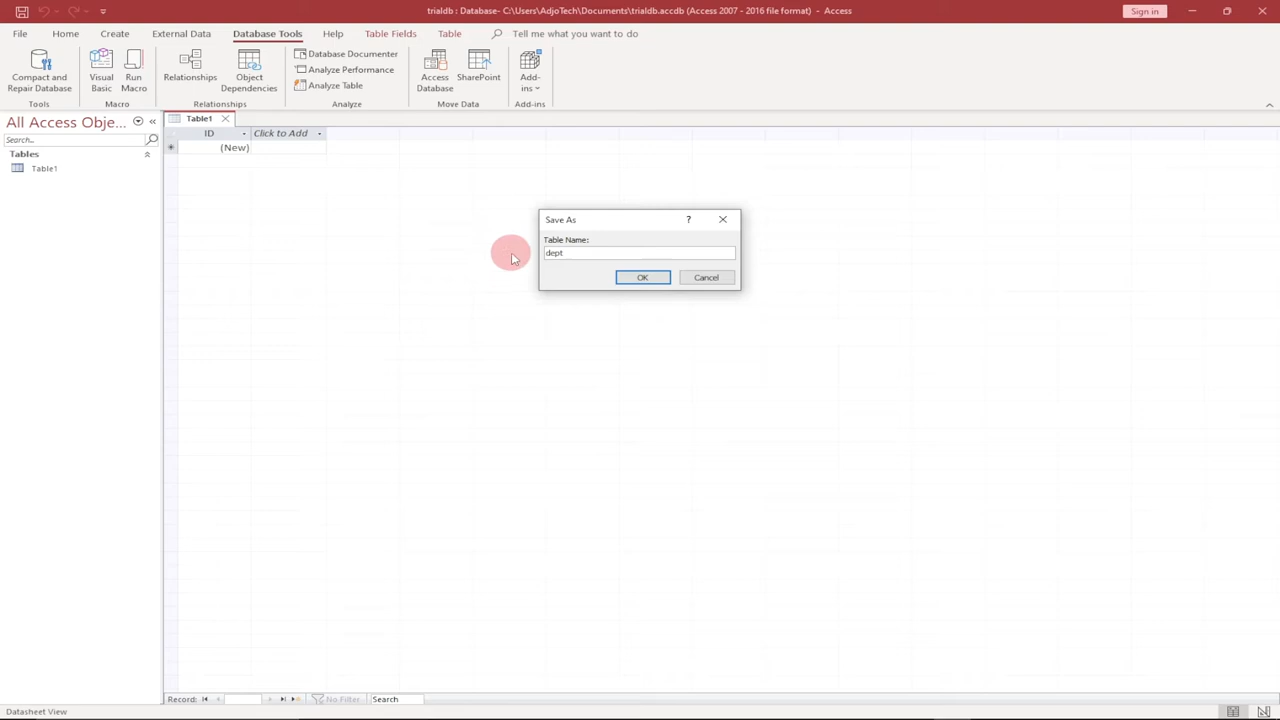 trialdb : Database- C:\Users\AdjoTech\Documents\trialdb.accdb (Access 2007 - 2016 file format) – Access
Sign in
File Home Create External Data Database Tools Help Table Fields Table Tell me what you want to do
Compact and Repair Database
Visual Basic
Run Macro
Relationships
Object Dependencies
Database Documenter
Analyze Performance
Analyze Table
Access Database
SharePoint
Add-ins
Tools Macro Relationships Analyze Move Data Add-ins
All Access Obje...
Search...
Tables
Table1
Table1
ID Click to Add
(New)
Save As
?
Table Name:
dept
OK Cancel
Record: No Filter Search
Datasheet View